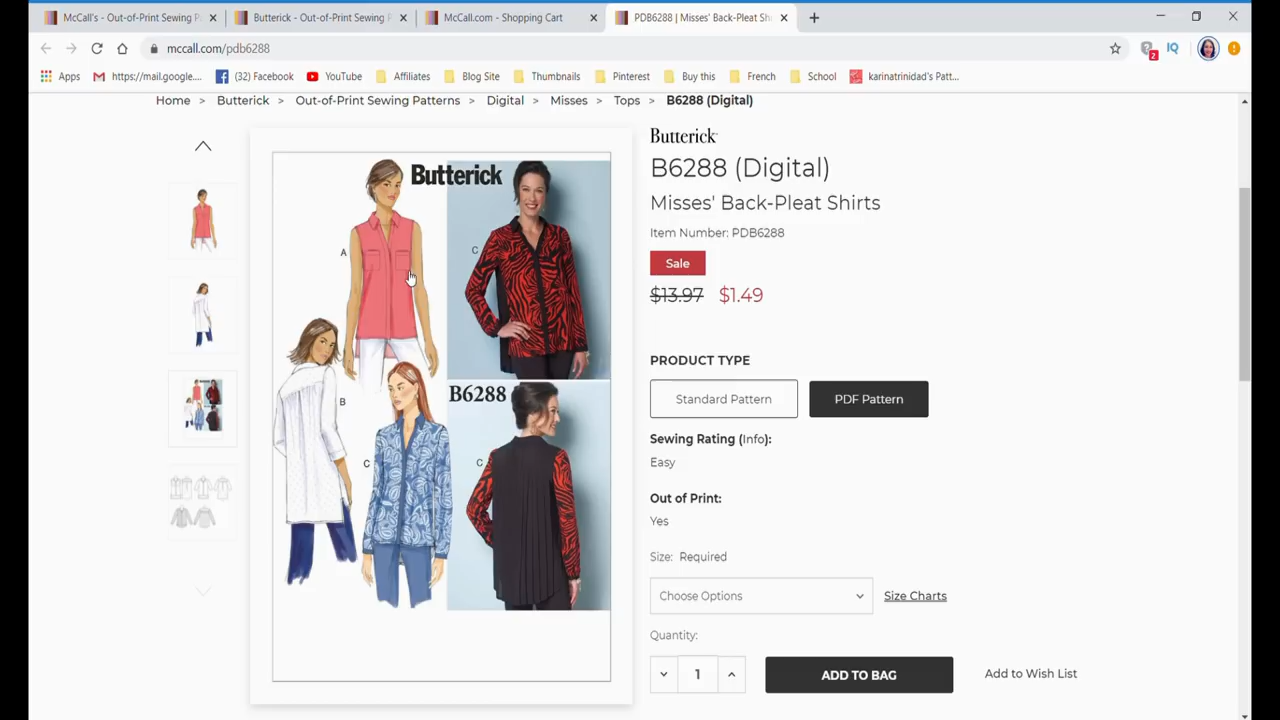 McCall's - Out-of-Print Sewing P
Butterick - Out-of-Print Sewing P
McCall.com - Shopping Cart
PDB6288 | Misses' Back-Pleat Shi
mccall.com/pdb6288
2
Apps
https://mail.google....
(32) Facebook
YouTube
Affiliates
Blog Site
Thumbnails
Pinterest
Buy this
French
School
karinatrinidad's Patt...
Home > Butterick > Out-of-Print Sewing Patterns > Digital > Misses > Tops > B6288 (Digital)
Butterick
A
C
B
C
B6288
C
Butterick
B6288 (Digital)
Misses' Back-Pleat Shirts
Item Number: PDB6288
Sale
$13.97 $1.49
PRODUCT TYPE
Standard Pattern
PDF Pattern
Sewing Rating (Info):
Easy
Out of Print:
Yes
Size: Required
Choose Options
Size Charts
Quantity:
1
ADD TO BAG
Add to Wish List